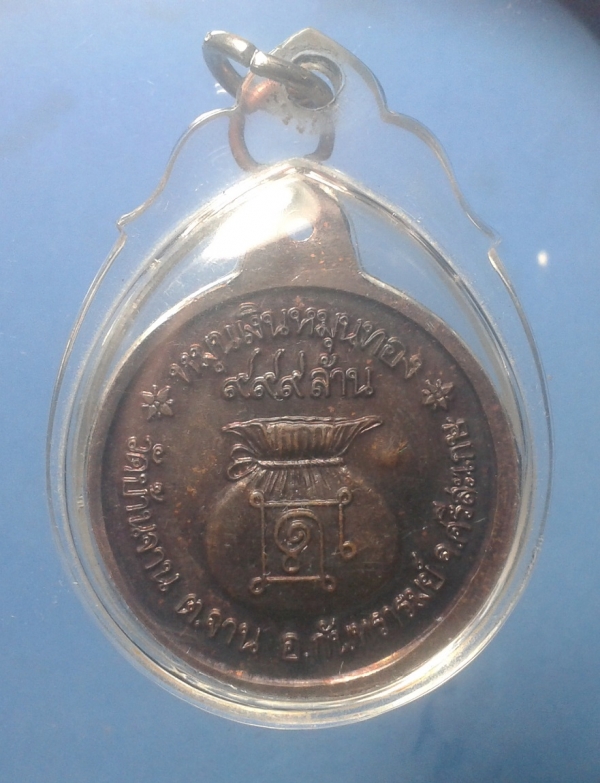 หมุนเงินหมุนทอง
๙๙๙ ล้าน
วัดบ้านจาน ต.จาน อ.กันทรารมย์ จ.ศรีสะเกษ